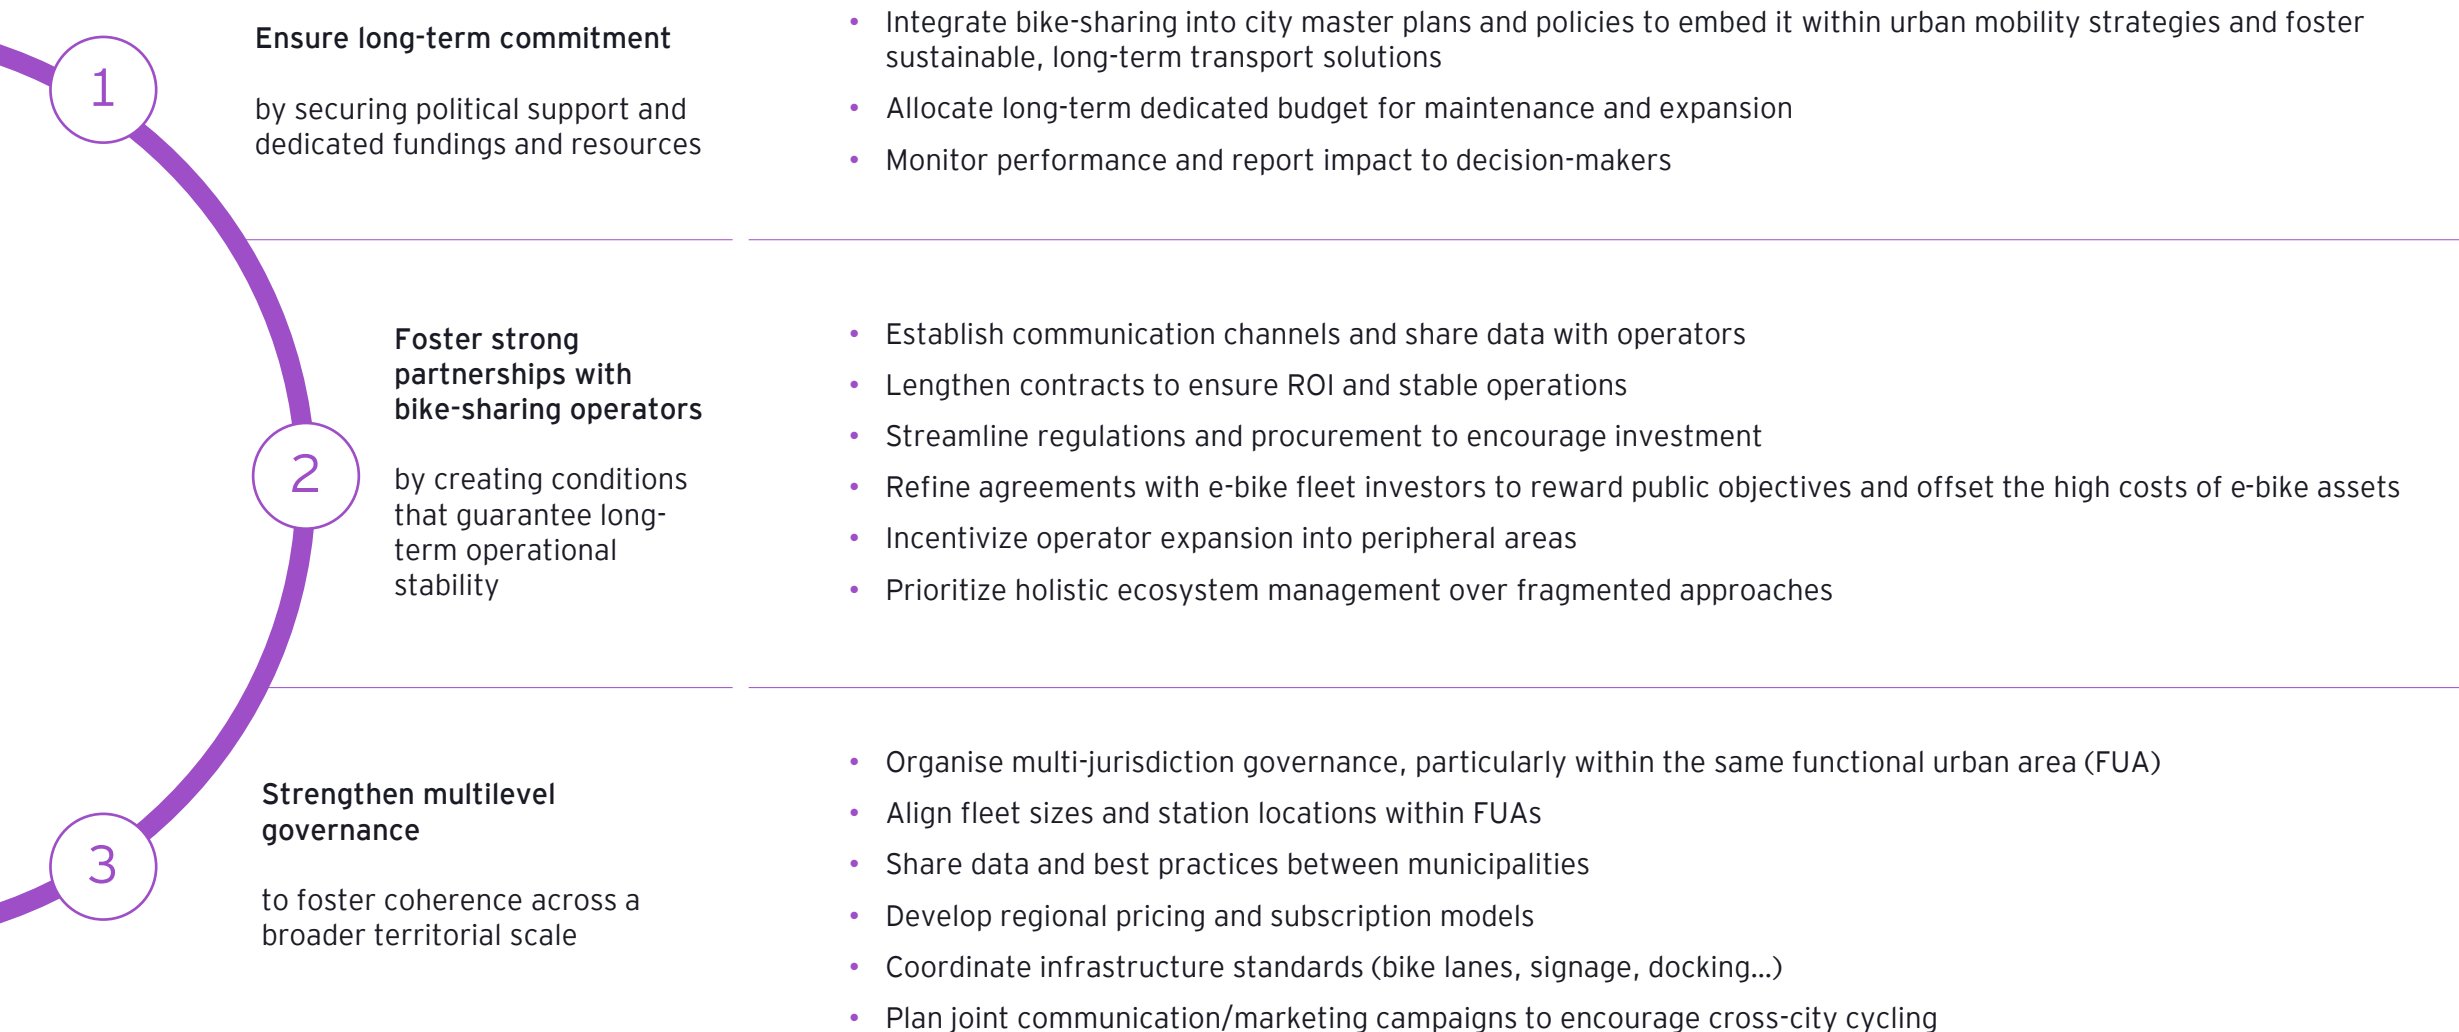 1
Ensure long-term commitment
by securing political support and
dedicated fundings and resources
• Integrate bike-sharing into city master plans and policies to embed it within urban mobility strategies and foster
sustainable, long-term transport solutions
• Allocate long-term dedicated budget for maintenance and expansion
• Monitor performance and report impact to decision-makers
2
Foster strong
partnerships with
bike-sharing operators
by creating conditions
that guarantee long-
term operational
stability
• Establish communication channels and share data with operators
• Lengthen contracts to ensure ROI and stable operations
• Streamline regulations and procurement to encourage investment
• Refine agreements with e-bike fleet investors to reward public objectives and offset the high costs of e-bike assets
• Incentivize operator expansion into peripheral areas
• Prioritize holistic ecosystem management over fragmented approaches
3
Strengthen multilevel
governance
to foster coherence across a
broader territorial scale
• Organise multi-jurisdiction governance, particularly within the same functional urban area (FUA)
• Align fleet sizes and station locations within FUAs
• Share data and best practices between municipalities
• Develop regional pricing and subscription models
• Coordinate infrastructure standards (bike lanes, signage, docking...)
• Plan joint communication/marketing campaigns to encourage cross-city cycling